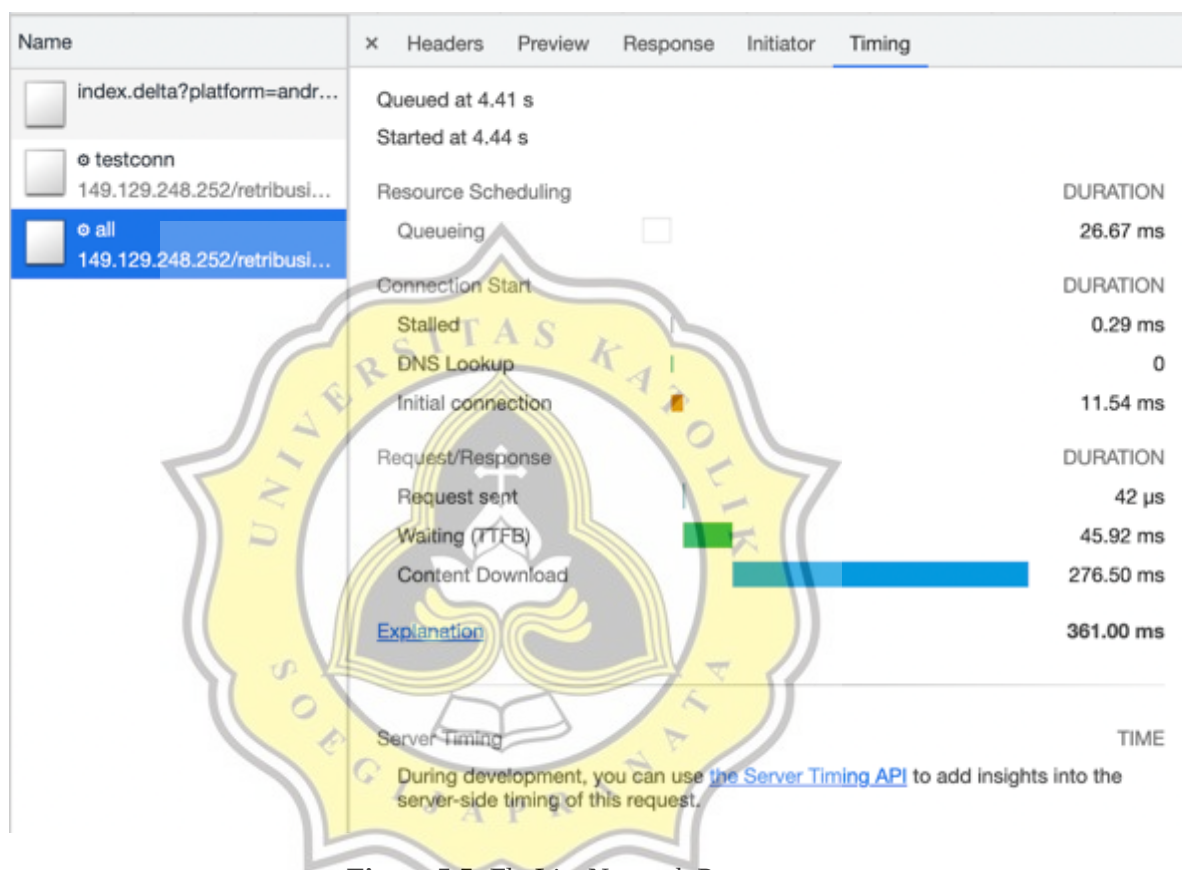 Name
× Headers Preview Response Initiator Timing
index.delta?platform=andr...
testconn
149.129.248.252/retribusi...
all
149.129.248.252/retribusi...
Queued at 4.41 s
Started at 4.44 s
Resource Scheduling DURATION
Queueing 26.67 ms
Connection Start DURATION
Stalled 0.29 ms
DNS Lookup 0
Initial connection 11.54 ms
Request/Response DURATION
Request sent 42 μs
Waiting (TTFB) 45.92 ms
Content Download 276.50 ms
Explanation 361.00 ms
Server Timing TIME
During development, you can use the Server Timing API to add insights into the
server-side timing of this request.
UNIVERSITAS KATOLIK
SOEGIJAPRANATA